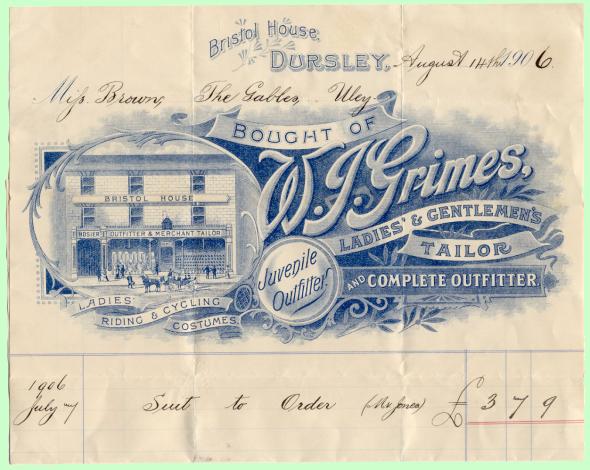 Bristol House,
DURSLEY, August 14th 1906.
Miss. Brown, The Gables, Uley
BOUGHT OF
W. J. Grimes,
LADIES' & GENTLEMEN'S
TAILOR
AND COMPLETE OUTFITTER.
BRISTOL HOUSE
HOSIER OUTFITTER & MERCHANT TAILOR
Juvenile
Outfitter.
LADIES'
RIDING & CYCLING
COSTUMES.
1906
July 7 Suit to Order (Mr Jones) £ 3 7 9